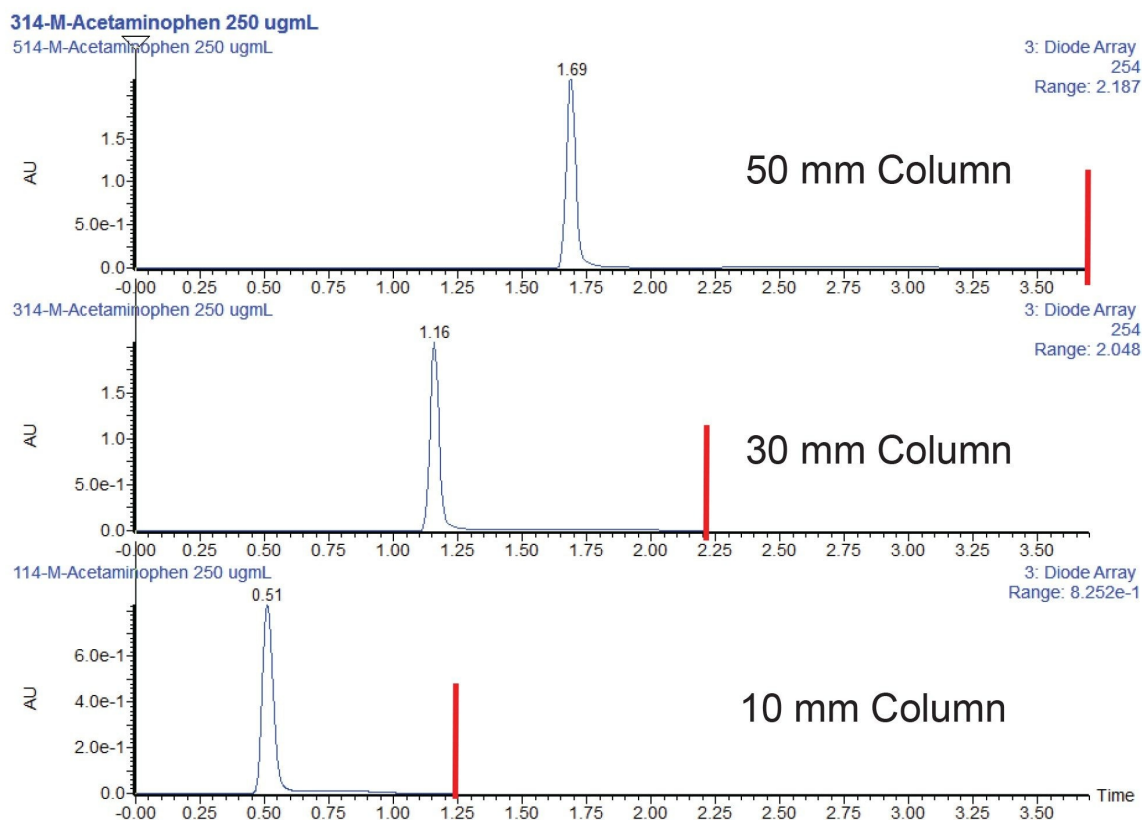 314-M-Acetaminophen 250 ugmL
514-M-Acetaminophen 250 ugmL
3: Diode Array
254
Range: 2.187
1.69
AU
1.5
1.0
5.0e-1
0.0
50 mm Column
-0.00 0.25 0.50 0.75 1.00 1.25 1.50 1.75 2.00 2.25 2.50 2.75 3.00 3.25 3.50
314-M-Acetaminophen 250 ugmL
3: Diode Array
254
Range: 2.048
1.16
AU
1.5
1.0
5.0e-1
0.0
30 mm Column
-0.00 0.25 0.50 0.75 1.00 1.25 1.50 1.75 2.00 2.25 2.50 2.75 3.00 3.25 3.50
114-M-Acetaminophen 250 ugmL
3: Diode Array
Range: 8.252e-1
0.51
AU
6.0e-1
4.0e-1
2.0e-1
0.0
10 mm Column
Time
-0.00 0.25 0.50 0.75 1.00 1.25 1.50 1.75 2.00 2.25 2.50 2.75 3.00 3.25 3.50